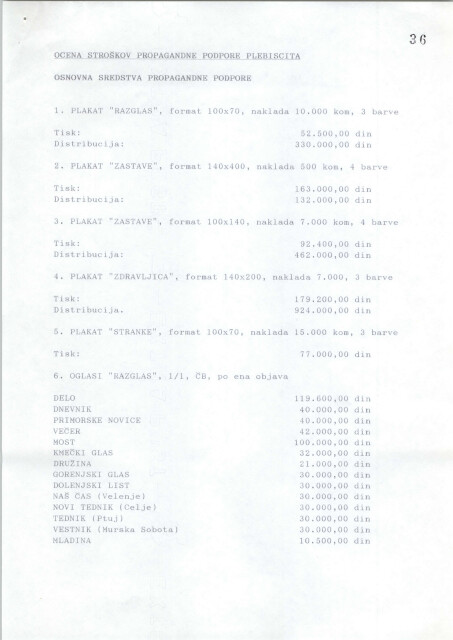 36
OCENA STROŠKOV PROPAGANDNE PODPORE PLEBISCITA
OSNOVNA SREDSTVA PROPAGANDNE PODPORE
1. PLAKAT "RAZGLAS", format 100x70, naklada 10.000 kom, 3 barve
Tisk: 52.500,00 din
Distribucija: 330.000,00 din
2. PLAKAT "ZASTAVE", format 140x400, naklada 500 kom, 4 barve
Tisk: 163.000,00 din
Distribucija: 132.000,00 din
3. PLAKAT "ZASTAVE", format 100x140, naklada 7.000 kom, 4 barve
Tisk: 92.400,00 din
Distribucija: 462.000,00 din
4. PLAKAT "ZDRAVLJICA", format 140x200, naklada 7.000, 3 barve
Tisk: 179.200,00 din
Distribucija. 924.000,00 din
5. PLAKAT "STRANKE", format 100x70, naklada 15.000 kom, 3 barve
Tisk: 77.000,00 din
6. OGLASI "RAZGLAS", 1/1, ČB, po ena objava
DELO 119.600,00 din
DNEVNIK 40.000,00 din
PRIMORSKE NOVICE 40.000,00 din
VEČER 42.000,00 din
MOST 100.000,00 din
KMEČKI GLAS 32.000,00 din
DRUŽINA 21.000,00 din
GORENJSKI GLAS 30.000,00 din
DOLENJSKI LIST 30.000,00 din
NAŠ ČAS (Velenje) 30.000,00 din
NOVI TEDNIK (Celje) 30.000,00 din
TEDNIK (Ptuj) 30.000,00 din
VESTNIK (Murska Sobota) 30.000,00 din
MLADINA 10.500,00 din